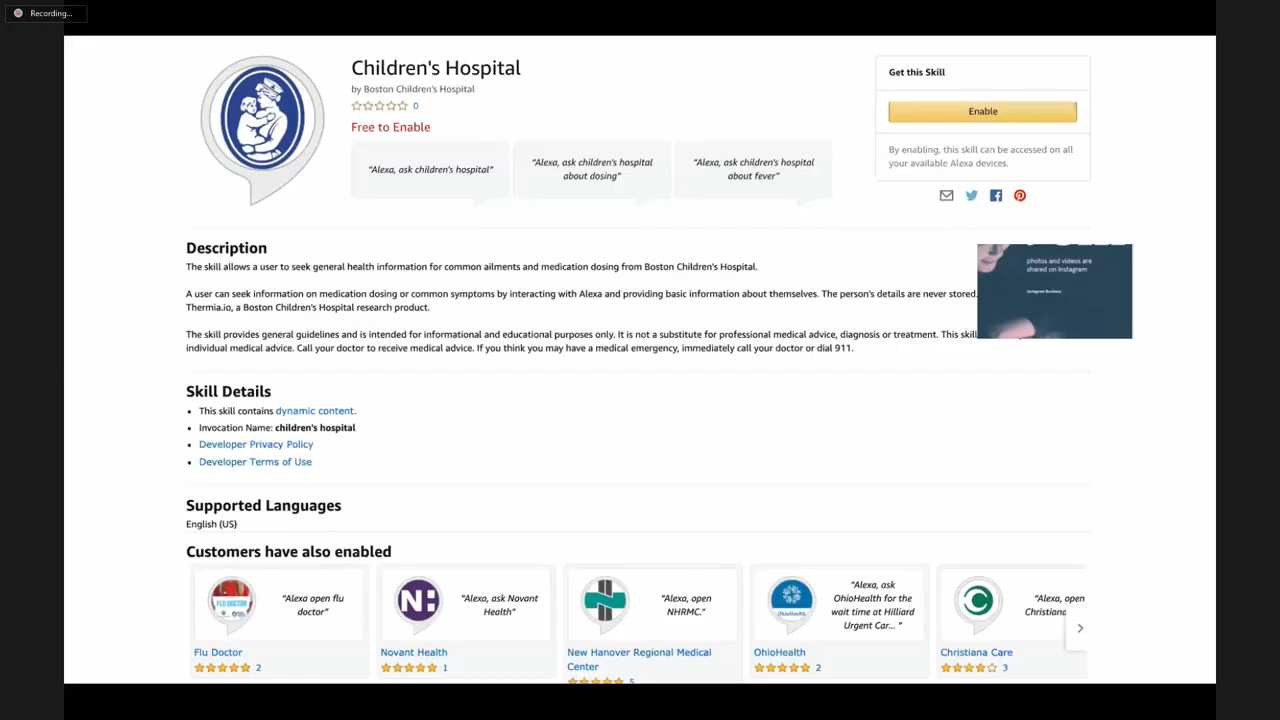 Recording...
Children's Hospital
by Boston Children's Hospital
0
Free to Enable
"Alexa, ask children's hospital"
"Alexa, ask children's hospital
about dosing"
"Alexa, ask children's hospital
about fever"
Get this Skill
Enable
By enabling, this skill can be accessed on all
your available Alexa devices.
Description
The skill allows a user to seek general health information for common ailments and medication dosing from Boston Children's Hospital.
A user can seek information on medication dosing or common symptoms by interacting with Alexa and providing basic information about themselves. The person's details are never stored.
Thermia.io, a Boston Children's Hospital research product.
The skill provides general guidelines and is intended for informational and educational purposes only. It is not a substitute for professional medical advice, diagnosis or treatment. This skill
individual medical advice. Call your doctor to receive medical advice. If you think you may have a medical emergency, immediately call your doctor or dial 911.
photos and videos are
shared on Instagram
Instagram Business
Skill Details
This skill contains dynamic content.
Invocation Name: children's hospital
Developer Privacy Policy
Developer Terms of Use
Supported Languages
English (US)
Customers have also enabled
FLU DOCTOR
"Alexa open flu
doctor"
Flu Doctor
2
N:
"Alexa, ask Novant
Health"
Novant Health
1
"Alexa, open
NHRMC."
New Hanover Regional Medical
Center
5
OhioHealth
"Alexa, ask
OhioHealth for the
wait time at Hilliard
Urgent Car... "
OhioHealth
2
"Alexa, open
Christiana
Christiana Care
3